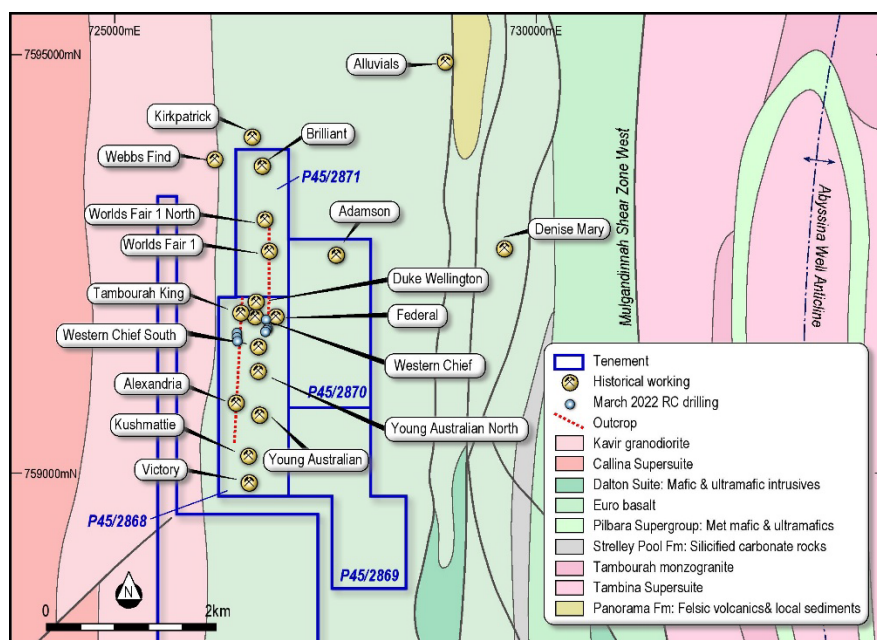 725000mE
730000mE
7595000mN
Alluvials
Kirkpatrick
Brilliant
Webbs Find
P45/2871
Worlds Fair 1 North
Adamson
Denise Mary
Worlds Fair 1
Duke Wellington
Tambourah King
Federal
Western Chief South
Western Chief
Alexandria
P45/2870
Young Australian North
Kushmattie
Young Australian
759000mN
Victory
P45/2868
P45/2869
Mulgandinnah Shear Zone West
Abyssina Well Anticline
Tenement
Historical working
March 2022 RC drilling
Outcrop
Kavir granodiorite
Callina Supersuite
Dalton Suite: Mafic & ultramafic intrusives
Euro basalt
Pilbara Supergroup: Met mafic & ultramafics
Strelley Pool Fm: Silicified carbonate rocks
Tambourah monzogranite
Tambina Supersuite
Panorama Fm: Felsic volcanics& local sediments
N
0 2km